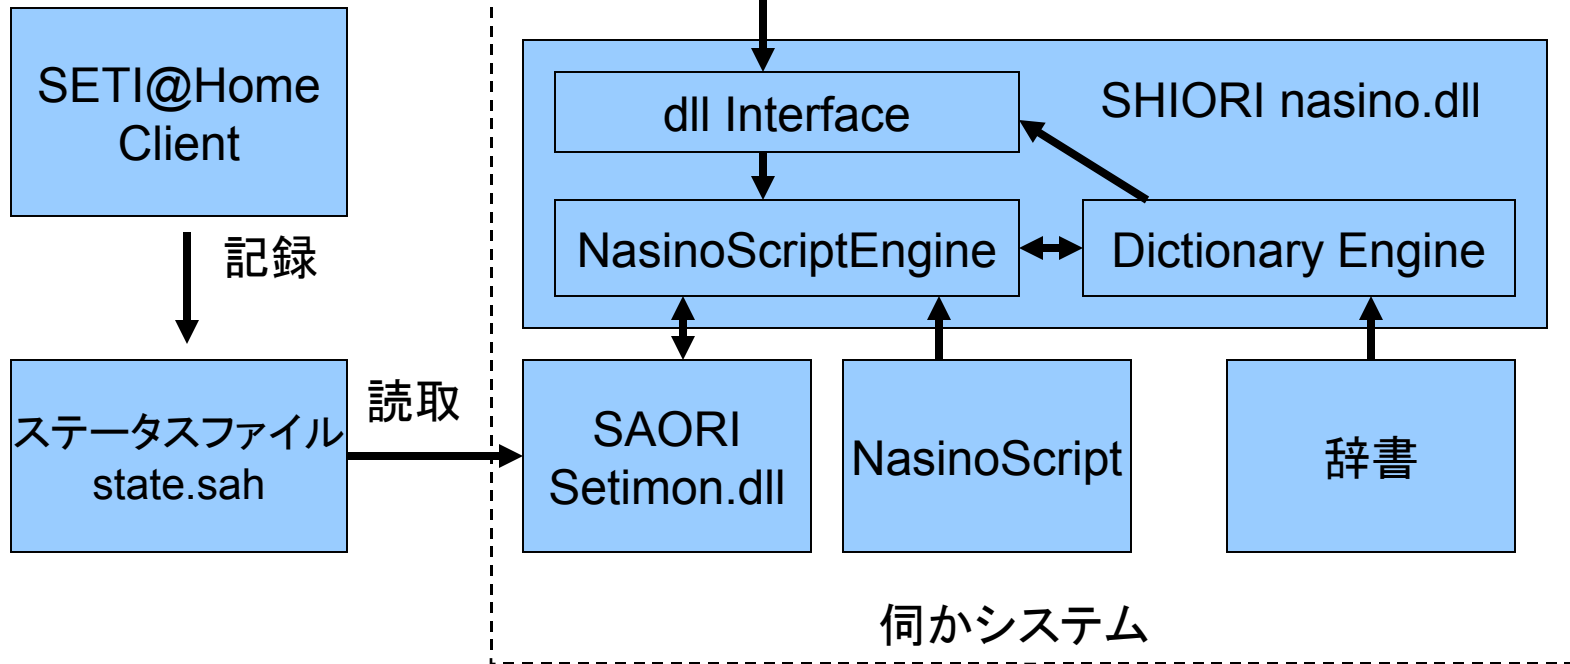 SETI@Home
Client
記録
ステータスファイル
state.sah
読取
dll Interface
SHIORI nasino.dll
NasinoScriptEngine
Dictionary Engine
SAORI
Setimon.dll
NasinoScript
辞書
伺かシステム